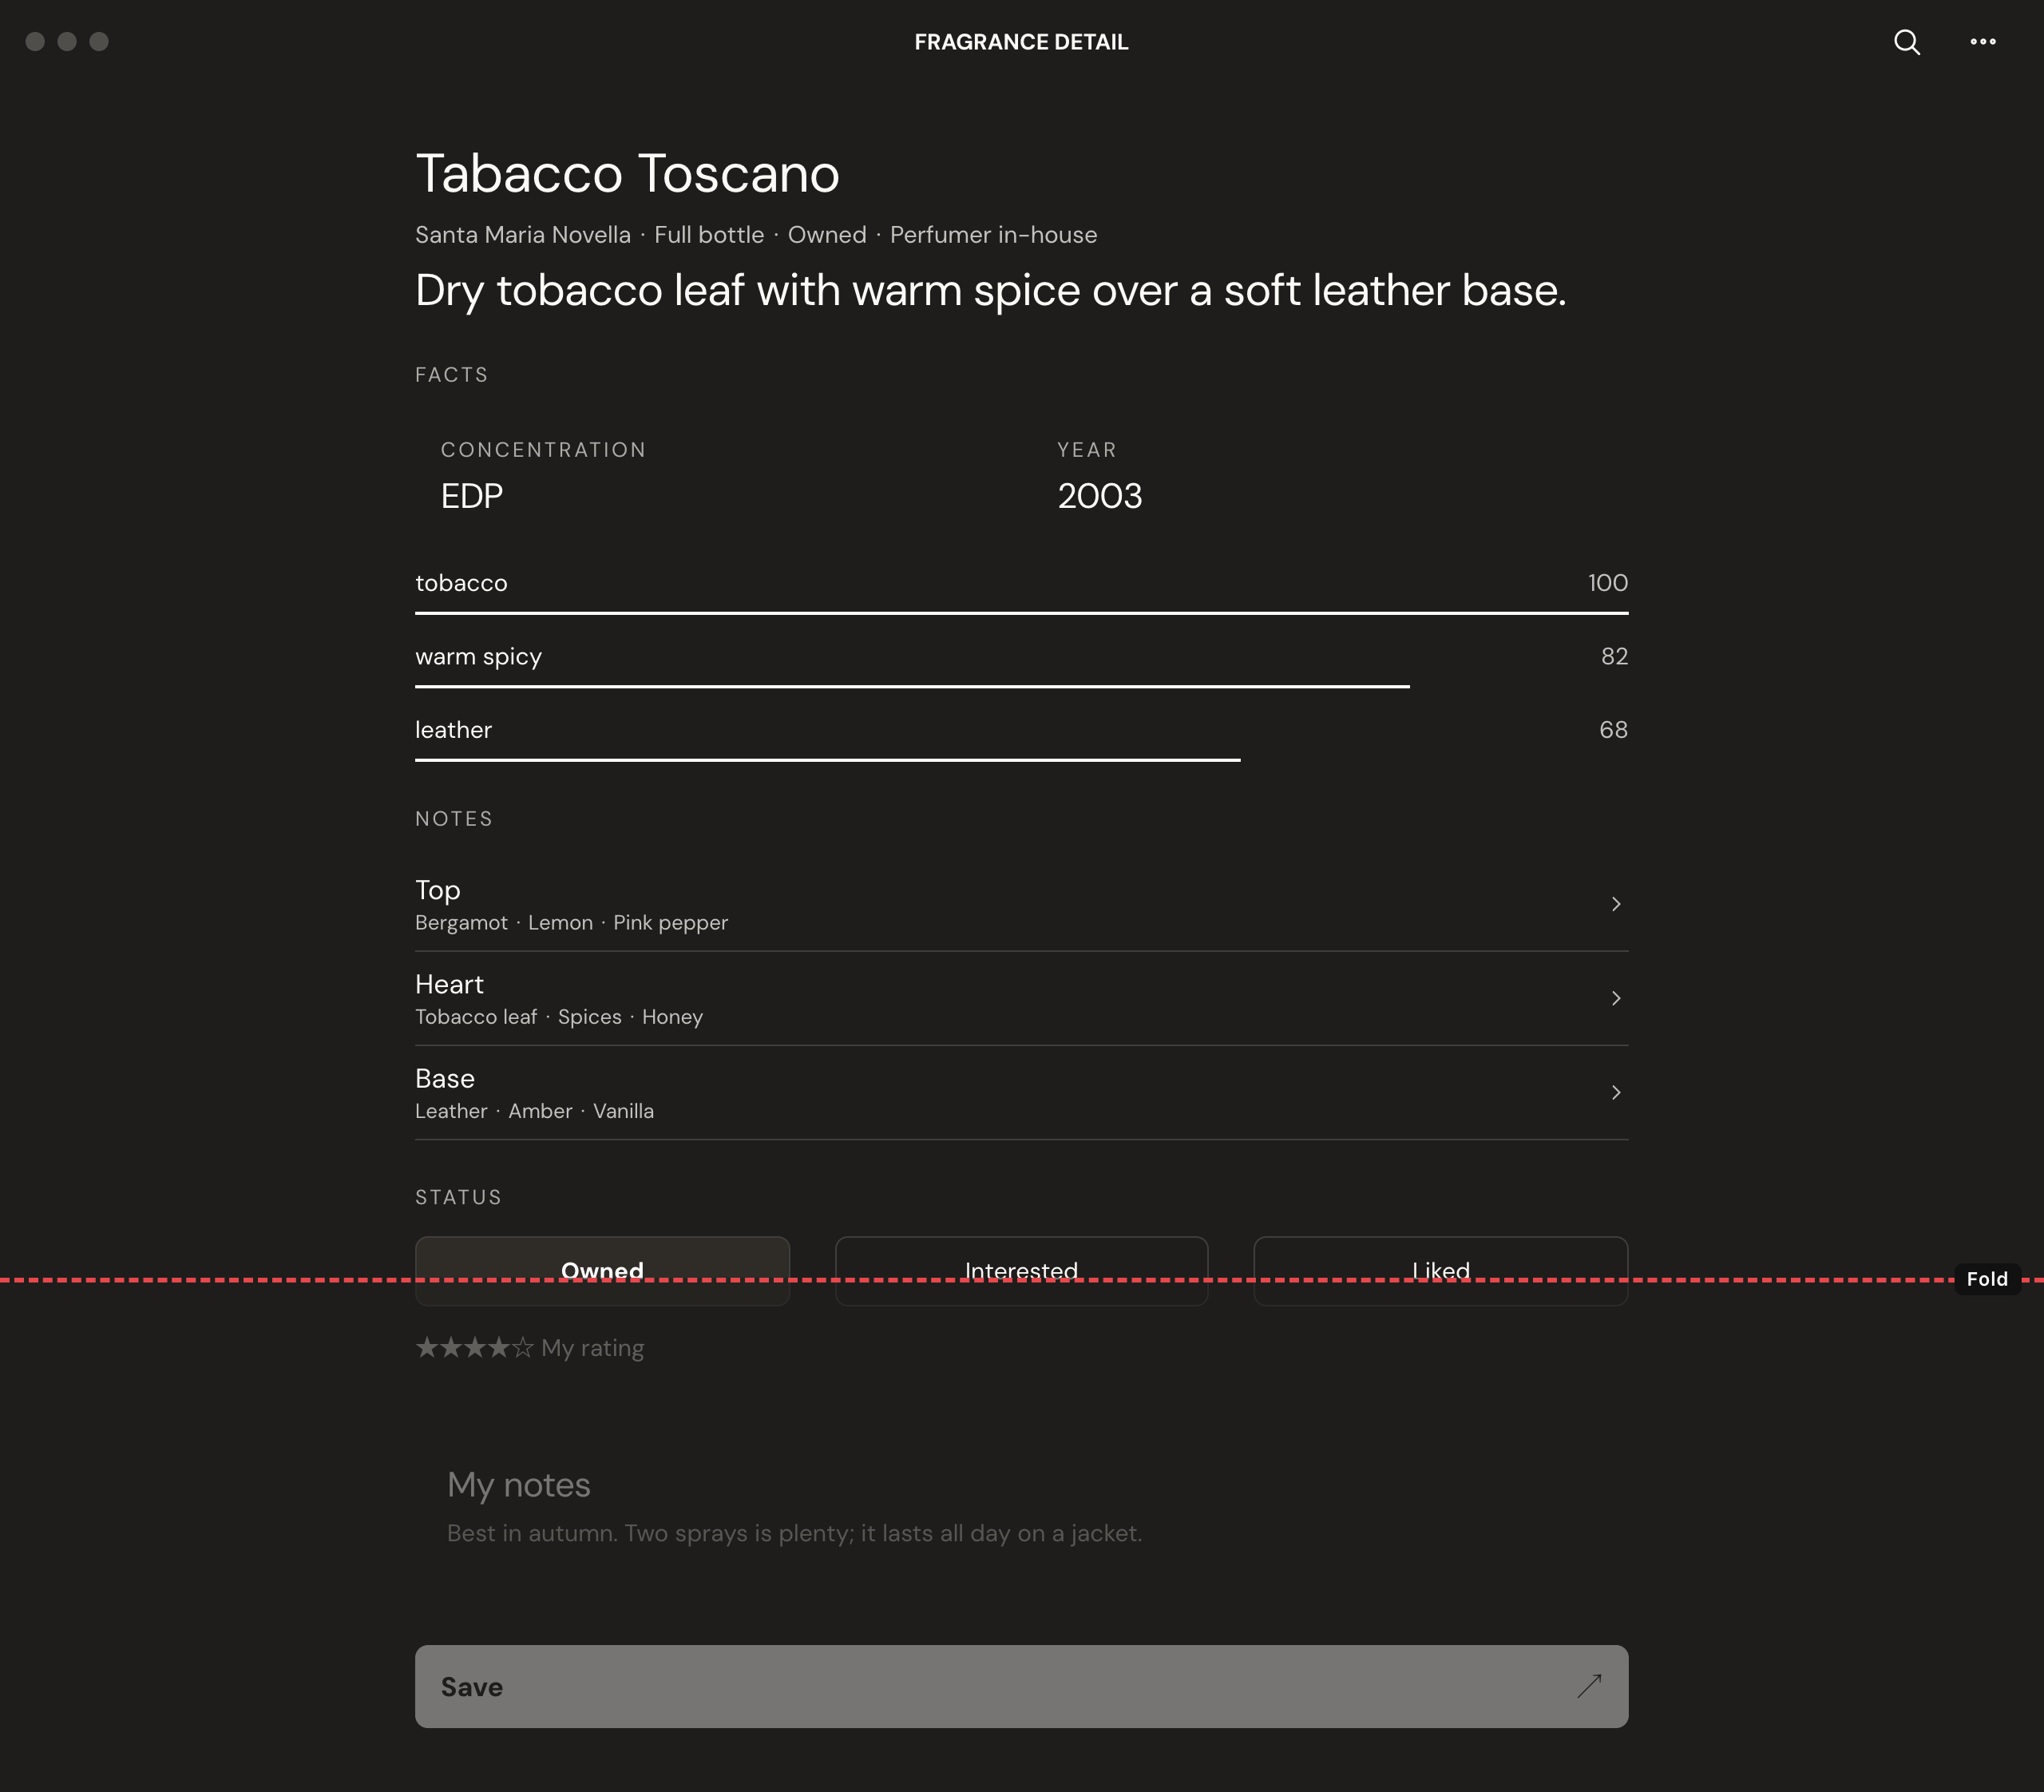 FRAGRANCE DETAIL
Tabacco Toscano
Santa Maria Novella · Full bottle · Owned · Perfumer in-house
Dry tobacco leaf with warm spice over a soft leather base.
FACTS
CONCENTRATION YEAR
EDP 2003
tobacco 100
warm spicy 82
leather 68
NOTES
Top
Bergamot · Lemon · Pink pepper
Heart
Tobacco leaf · Spices · Honey
Base
Leather · Amber · Vanilla
STATUS
Owned Interested Liked
Fold
★★★★☆ My rating
My notes
Best in autumn. Two sprays is plenty; it lasts all day on a jacket.
Save